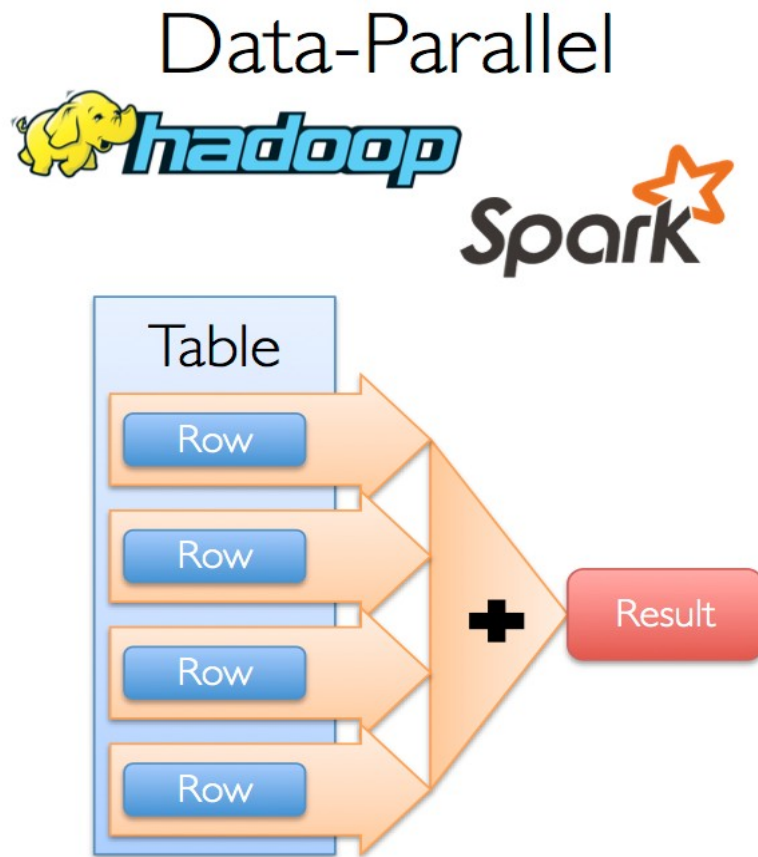 Data-Parallel
hadoop
Spark
Table
Row
Row
Row
Row
+
Result